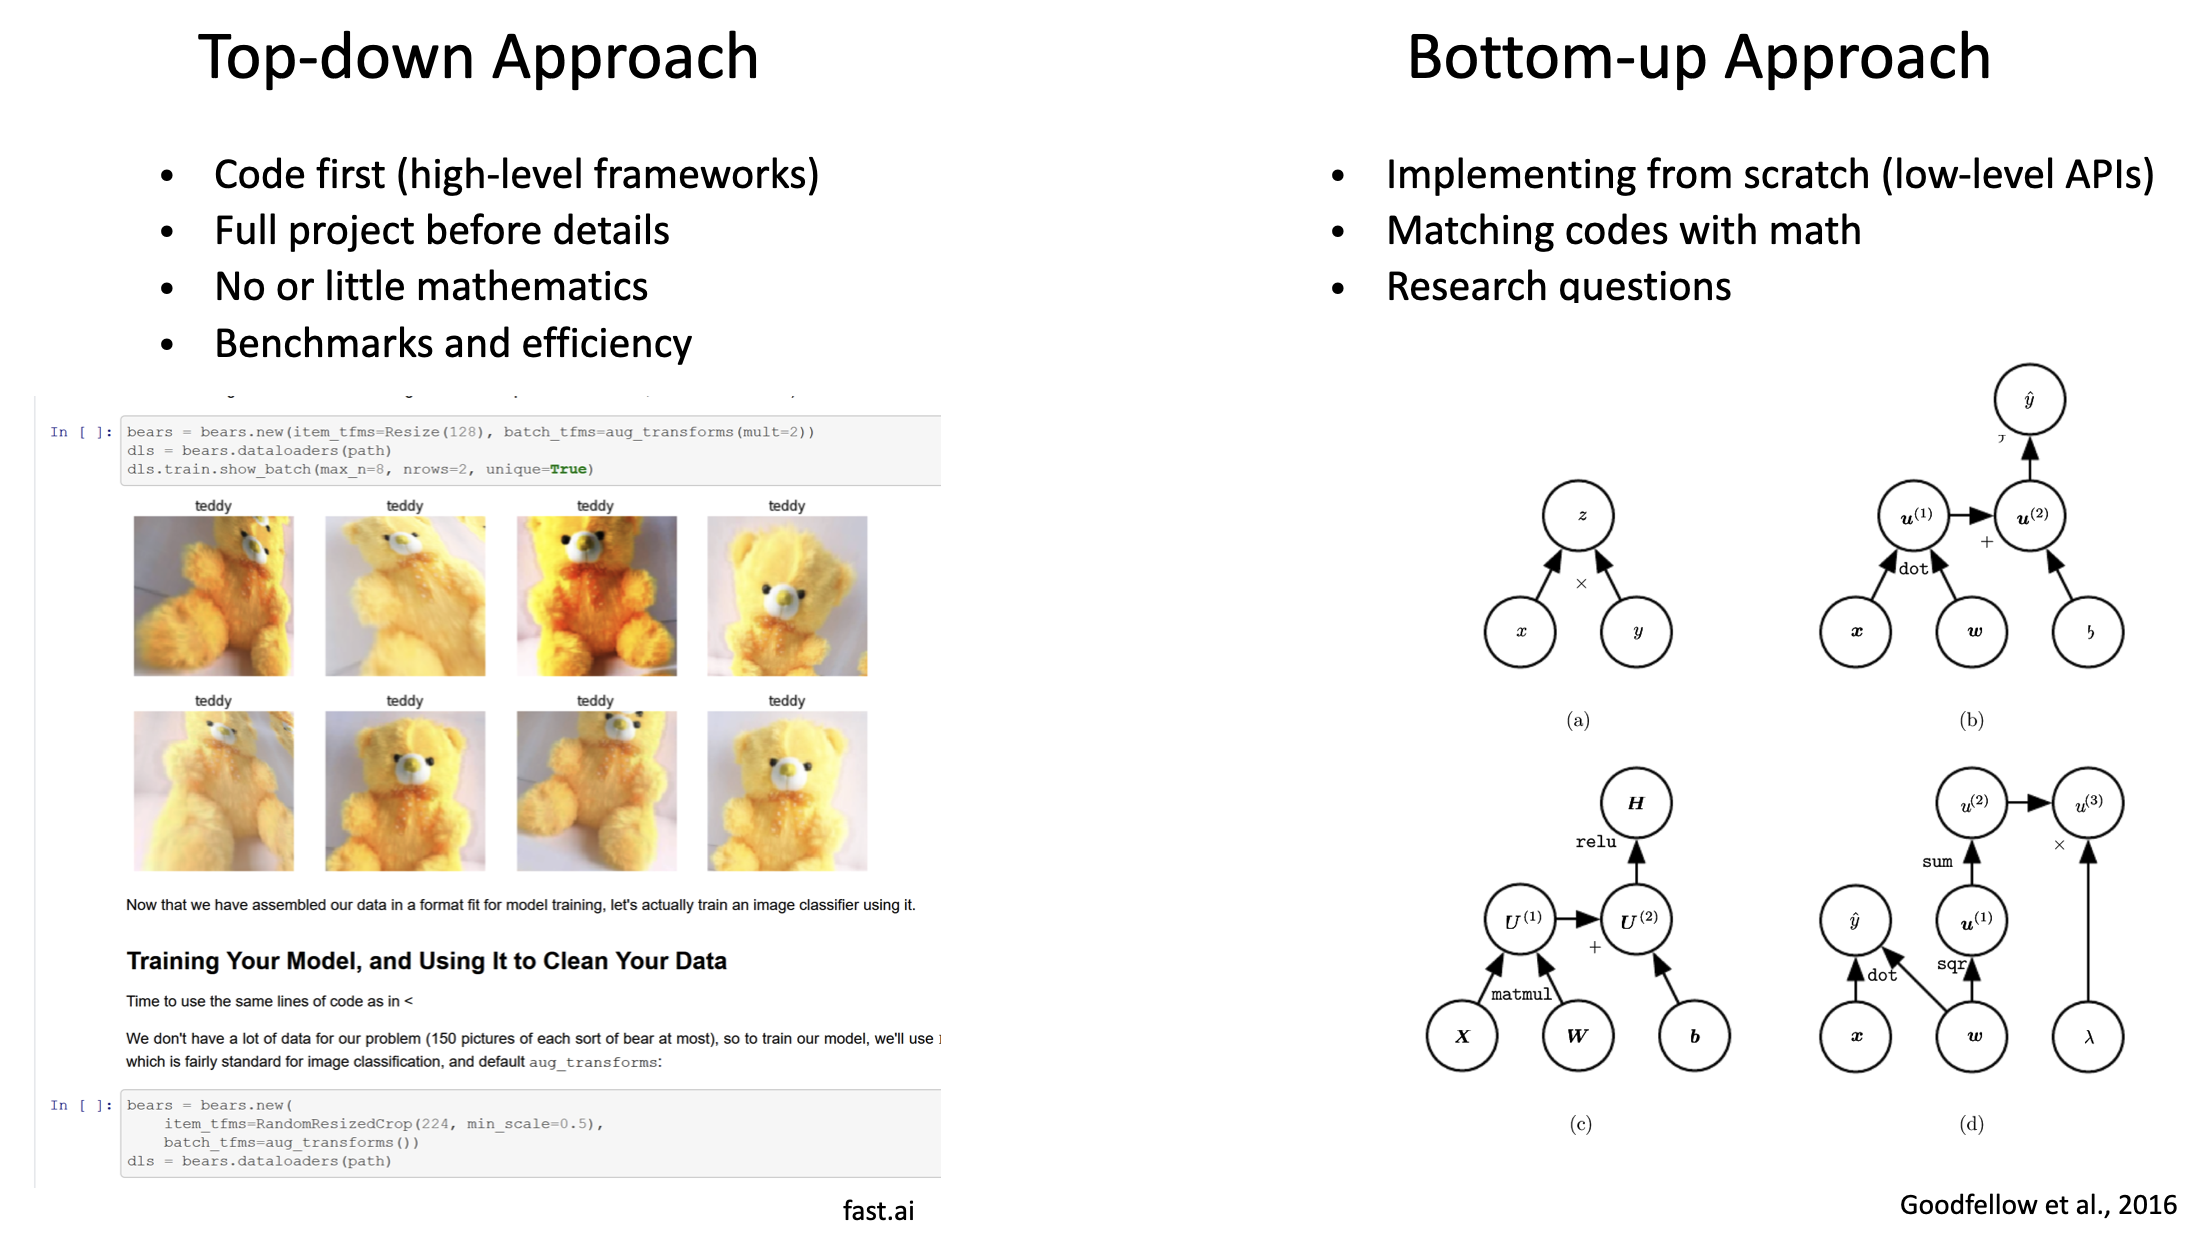 Top-down Approach
• Code first (high-level frameworks)
• Full project before details
• No or little mathematics
• Benchmarks and efficiency
In [ ]:
bears = bears.new(item_tfms=Resize(128), batch_tfms=aug_transforms(mult=2))
dls = bears.dataloaders(path)
dls.train.show_batch(max_n=8, nrows=2, unique=True)
teddy teddy teddy teddy
teddy teddy teddy teddy
Now that we have assembled our data in a format fit for model training, let's actually train an image classifier using it.
Training Your Model, and Using It to Clean Your Data
Time to use the same lines of code as in <
We don't have a lot of data for our problem (150 pictures of each sort of bear at most), so to train our model, we'll use
which is fairly standard for image classification, and default aug_transforms:
In [ ]:
bears = bears.new(
item_tfms=RandomResizedCrop(224, min_scale=0.5),
batch_tfms=aug_transforms())
dls = bears.dataloaders(path)
fast.ai
Bottom-up Approach
• Implementing from scratch (low-level APIs)
• Matching codes with math
• Research questions
z
×
x y
(a)
ŷ
u(1) u(2)
+
dot
x w
(b)
H
relu
U(1) U(2)
+
matmul
X W b
(c)
u(2) u(3)
×
sum
ŷ u(1)
dot sqr
x w λ
(d)
Goodfellow et al., 2016